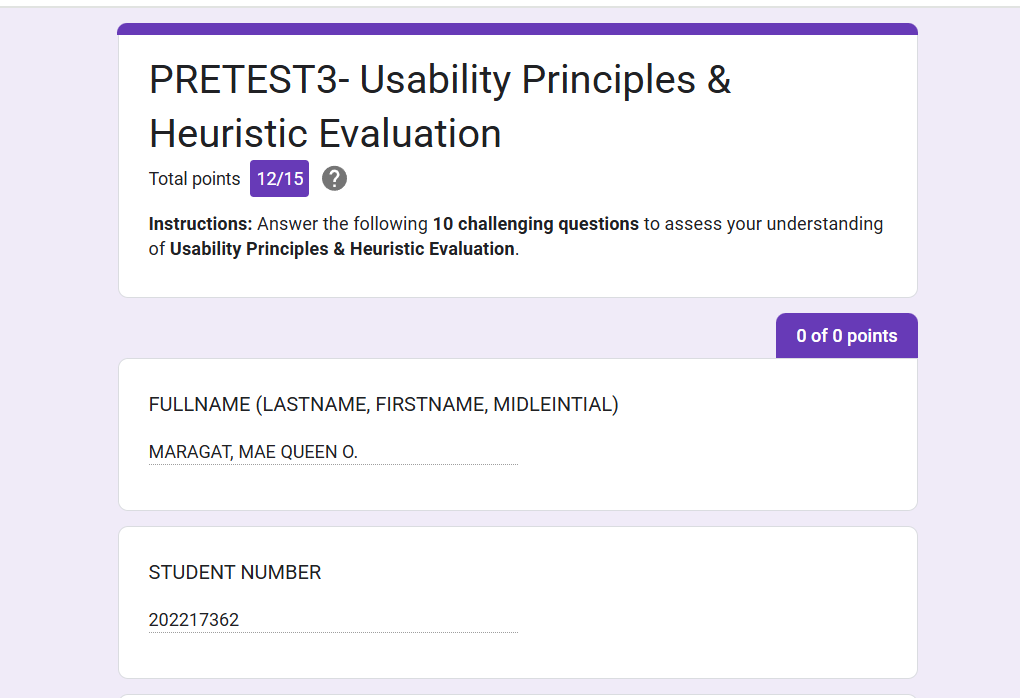 PRETEST3- Usability Principles &
Heuristic Evaluation
Total points 12/15 ?
Instructions: Answer the following 10 challenging questions to assess your understanding
of Usability Principles & Heuristic Evaluation.
0 of 0 points
FULLNAME (LASTNAME, FIRSTNAME, MIDLEINTIAL)
MARAGAT, MAE QUEEN O.
STUDENT NUMBER
202217362